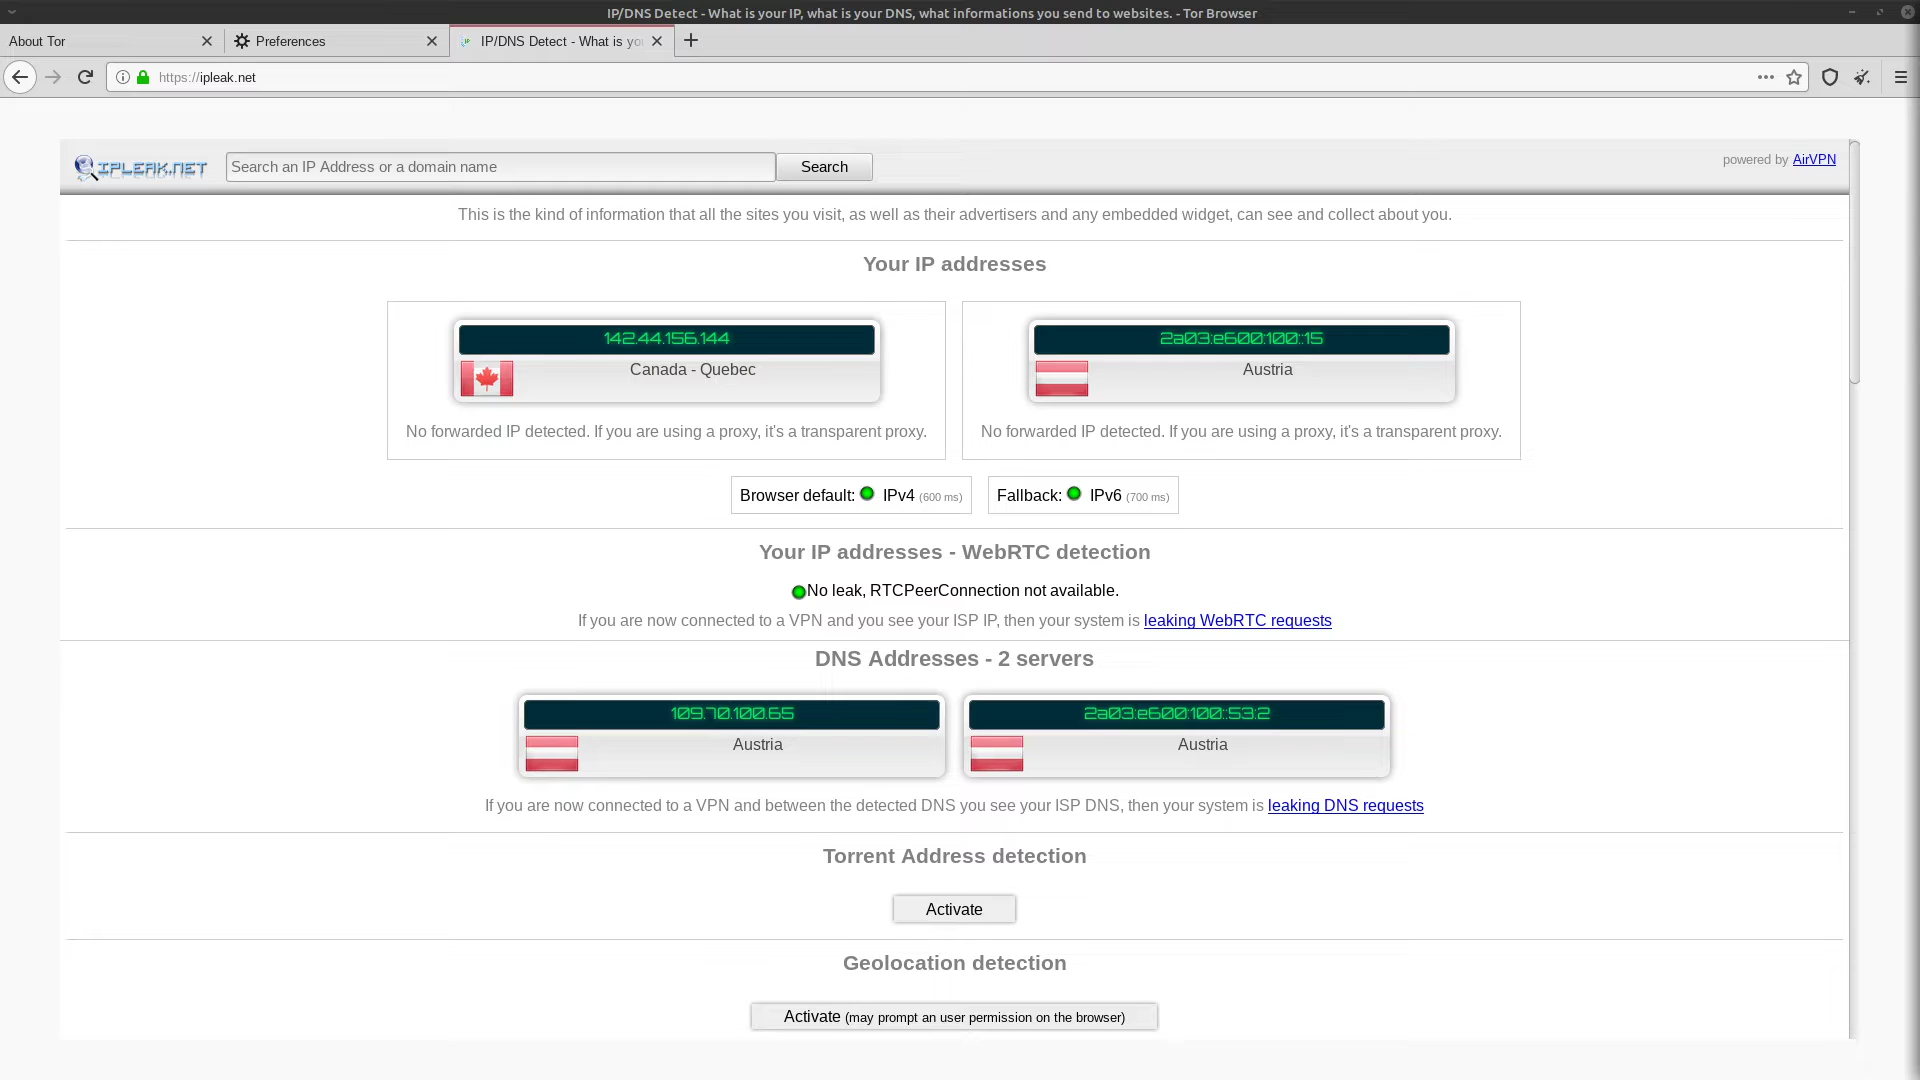 IP/DNS Detect - What is your IP, what is your DNS, what informations you send to websites. - Tor Browser
About Tor
Preferences
IP/DNS Detect - What is yo
https://ipleak.net
IPLEAK.NET
Search an IP Address or a domain name
Search
powered by AirVPN
This is the kind of information that all the sites you visit, as well as their advertisers and any embedded widget, can see and collect about you.
Your IP addresses
142.44.156.144
Canada - Quebec
No forwarded IP detected. If you are using a proxy, it's a transparent proxy.
2a03:e600:100::15
Austria
No forwarded IP detected. If you are using a proxy, it's a transparent proxy.
Browser default: IPv4 (600 ms)
Fallback: IPv6 (700 ms)
Your IP addresses - WebRTC detection
No leak, RTCPeerConnection not available.
If you are now connected to a VPN and you see your ISP IP, then your system is leaking WebRTC requests
DNS Addresses - 2 servers
109.70.100.65
Austria
2a03:e600:100::53:2
Austria
If you are now connected to a VPN and between the detected DNS you see your ISP DNS, then your system is leaking DNS requests
Torrent Address detection
Activate
Geolocation detection
Activate (may prompt an user permission on the browser)